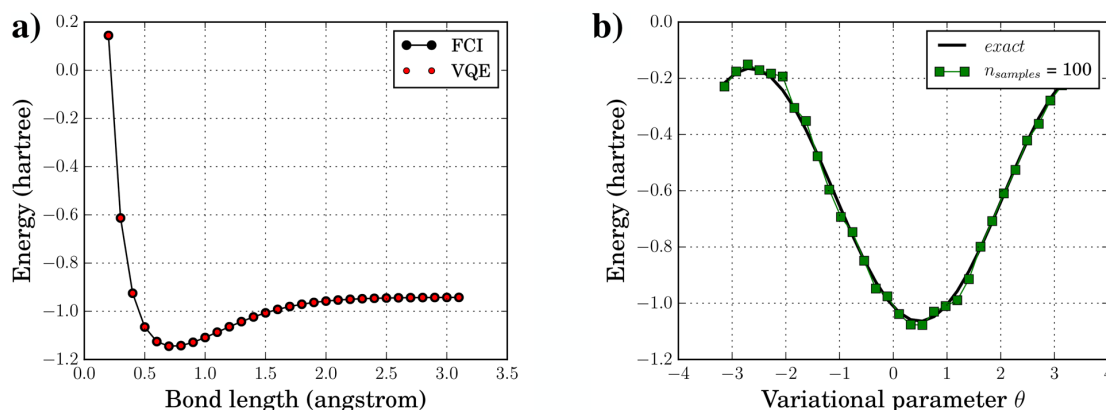 a)
0.2
0.0
−0.2
−0.4
−0.6
−0.8
−1.0
−1.2
Energy (hartree)
FCI
VQE
0.0 0.5 1.0 1.5 2.0 2.5 3.0 3.5
Bond length (angstrom)
b)
0.0
−0.2
−0.4
−0.6
−0.8
−1.0
−1.2
Energy (hartree)
exact
n_samples = 100
−4 −3 −2 −1 0 1 2 3 4
Variational parameter θ